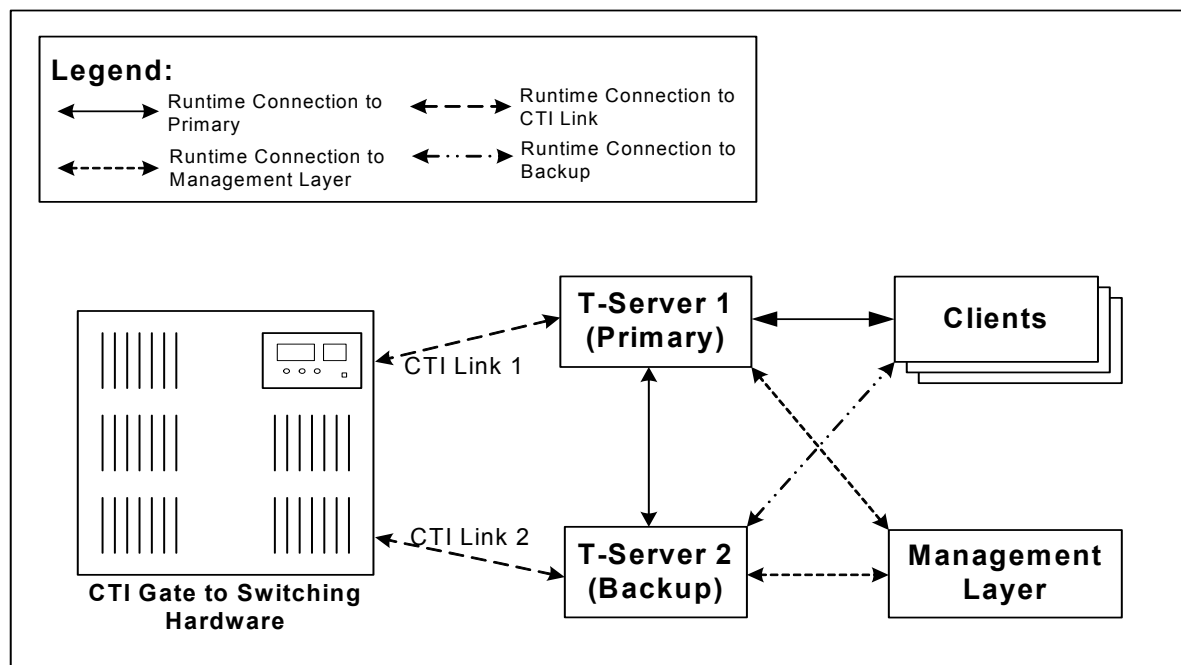 Legend:
Runtime Connection to
Primary
Runtime Connection to
CTI Link
Runtime Connection to
Management Layer
Runtime Connection to
Backup
T-Server 1
(Primary)
Clients
CTI Link 1
CTI Link 2
T-Server 2
(Backup)
Management
Layer
CTI Gate to Switching
Hardware